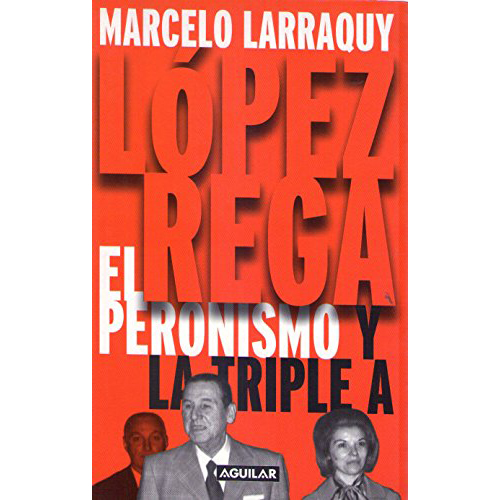 MARCELO LARRAQUY
LÓPEZ
REGA
EL
PERONISMO Y
LA TRIPLE A
AGUILAR